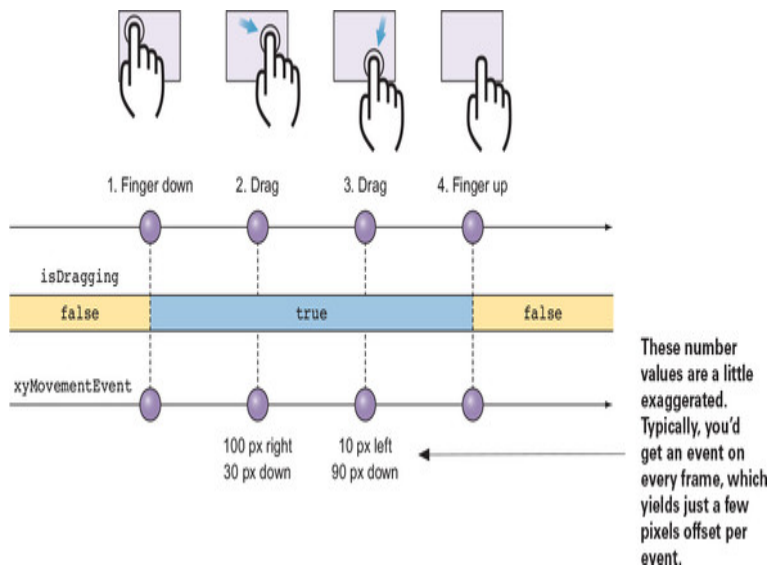 1. Finger down
2. Drag
3. Drag
4. Finger up
isDragging
false
true
false
xyMovementEvent
100 px right
30 px down
10 px left
90 px down
These number
values are a little
exaggerated.
Typically, you'd
get an event on
every frame, which
yields just a few
pixels offset per
event.